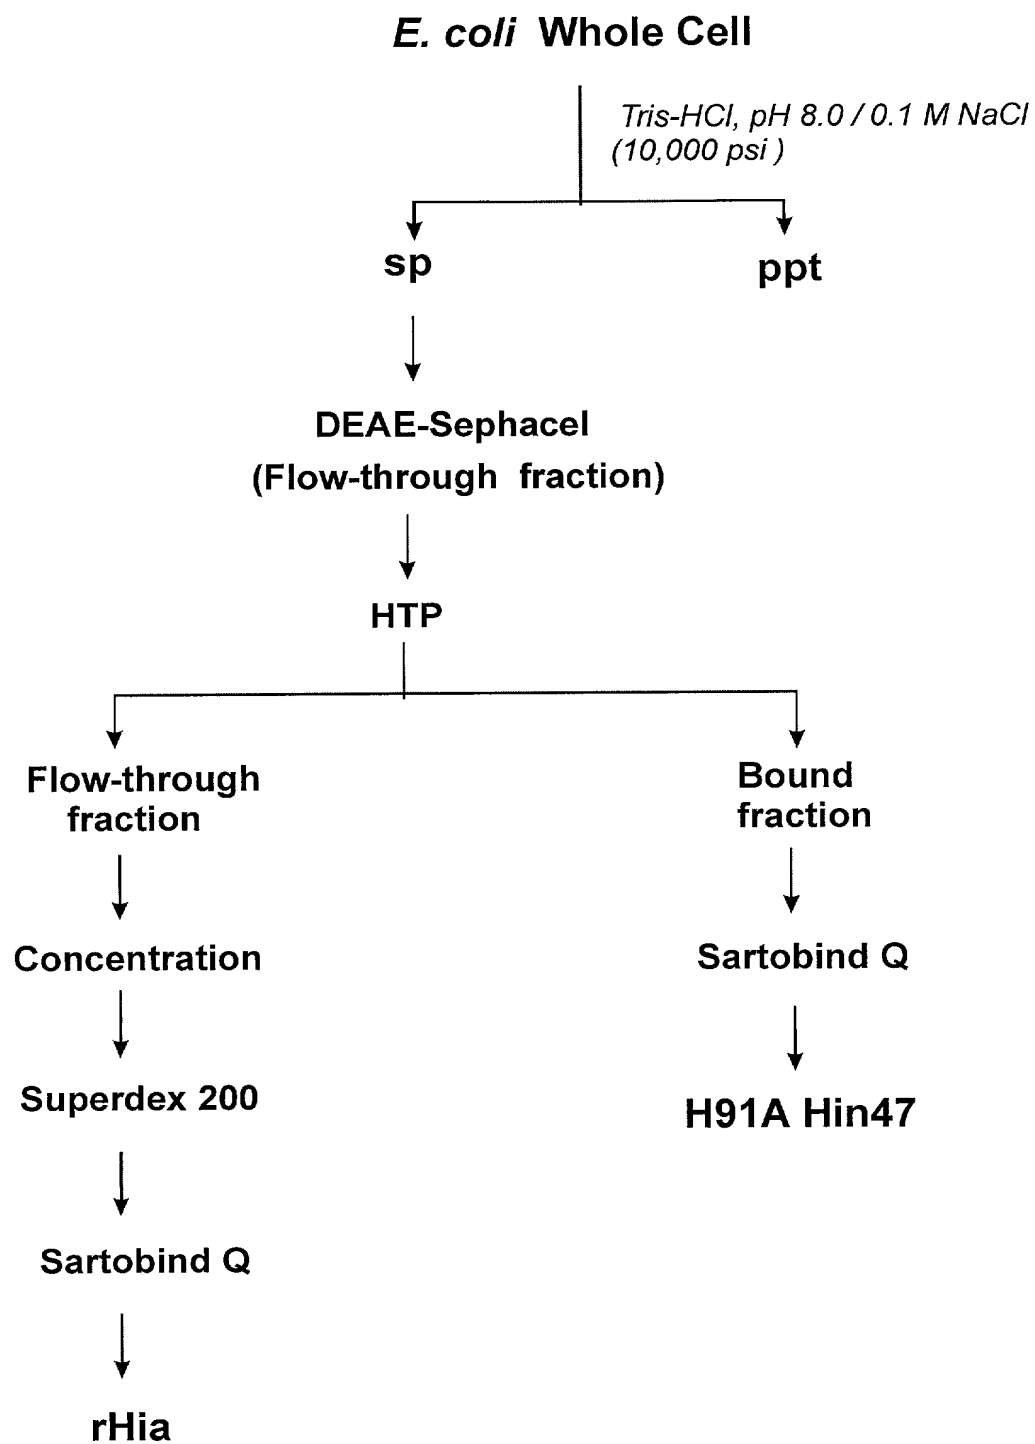 E. coli Whole Cell
Tris-HCl, pH 8.0 / 0.1 M NaCl
(10,000 psi )
sp
ppt
DEAE-Sephacel
(Flow-through fraction)
HTP
Flow-through
fraction
Bound
fraction
Concentration
Sartobind Q
Superdex 200
H91A Hin47
Sartobind Q
rHia